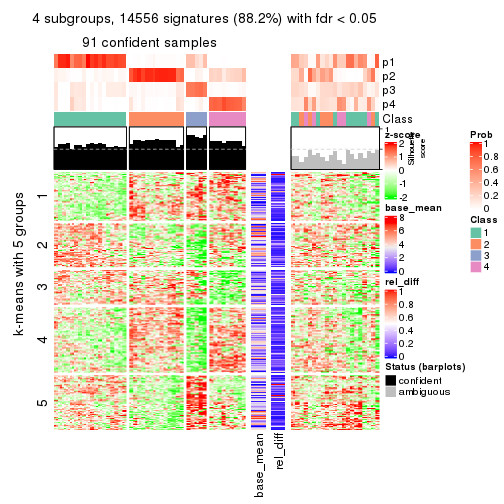 4 subgroups, 14556 signatures (88.2%) with fdr < 0.05
91 confident samples
p1
p2
p3
p4
Class
1
Silhouette
score
k-means with 5 groups
1
2
3
4
5
base_mean
rel_diff
z-score
2
1
0
-1
-2
base_mean
8
6
4
2
0
rel_diff
1
0.8
0.6
0.4
0.2
0
Status (barplots)
confident
ambiguous
Prob
1
0.8
0.6
0.4
0.2
0
Class
1
2
3
4